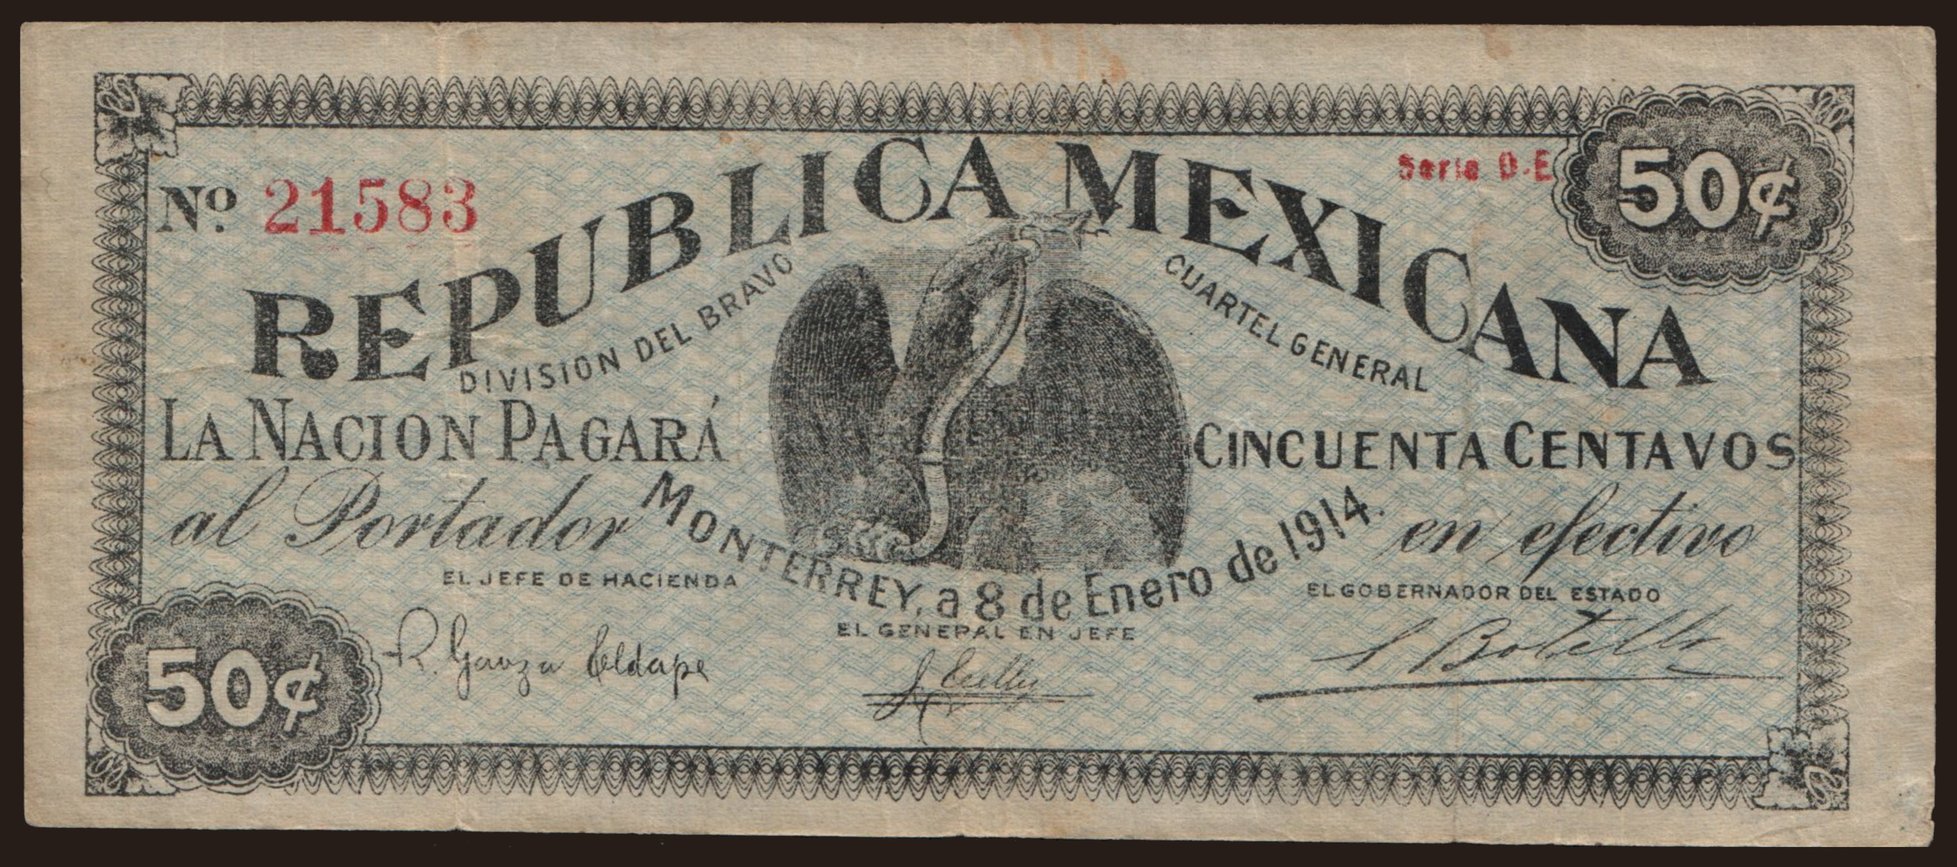 REPUBLICA MEXICANA
Serie D-E
50¢
Nº 21583
DIVISION DEL BRAVO
CUARTEL GENERAL
LA NACION PAGARÁ
CINCUENTA CENTAVOS
al Portador
en efectivo
MONTERREY, a 8 de Enero de 1914.
EL JEFE DE HACIENDA
EL GOBERNADOR DEL ESTADO
EL GENERAL EN JEFE
R. Garza Eldape
50¢